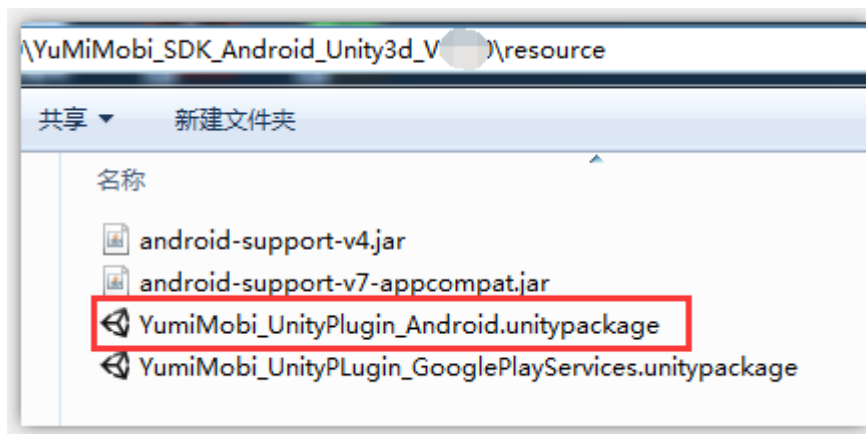 \YuMiMobi_SDK_Android_Unity3d_V 0\resource
共享 新建文件夹
名称
android-support-v4.jar
android-support-v7-appcompat.jar
YumiMobi_UnityPlugin_Android.unitypackage
YumiMobi_UnityPLugin_GooglePlayServices.unitypackage